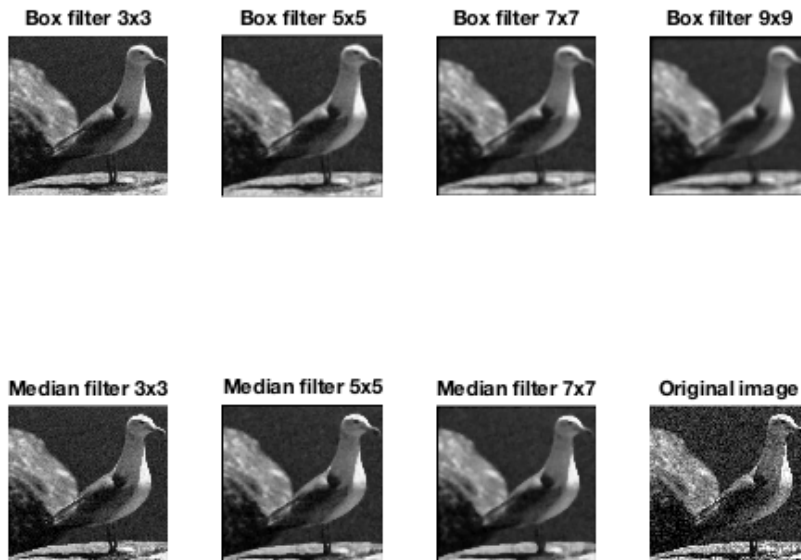 Box filter 3x3
Box filter 5x5
Box filter 7x7
Box filter 9x9
Median filter 3x3
Median filter 5x5
Median filter 7x7
Original image